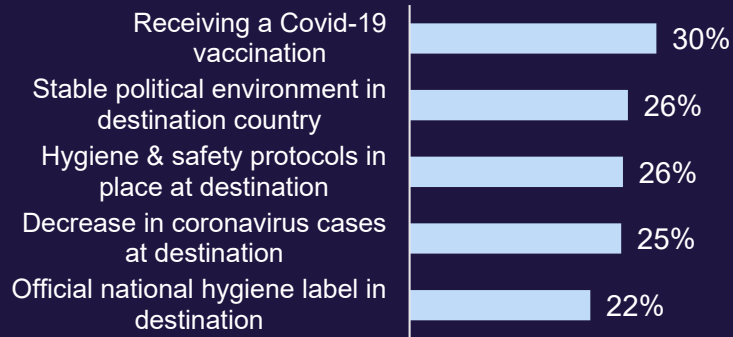 Receiving a Covid-19
vaccination
30%
Stable political environment in
destination country
26%
Hygiene & safety protocols in
place at destination
26%
Decrease in coronavirus cases
at destination
25%
Official national hygiene label in
destination
22%